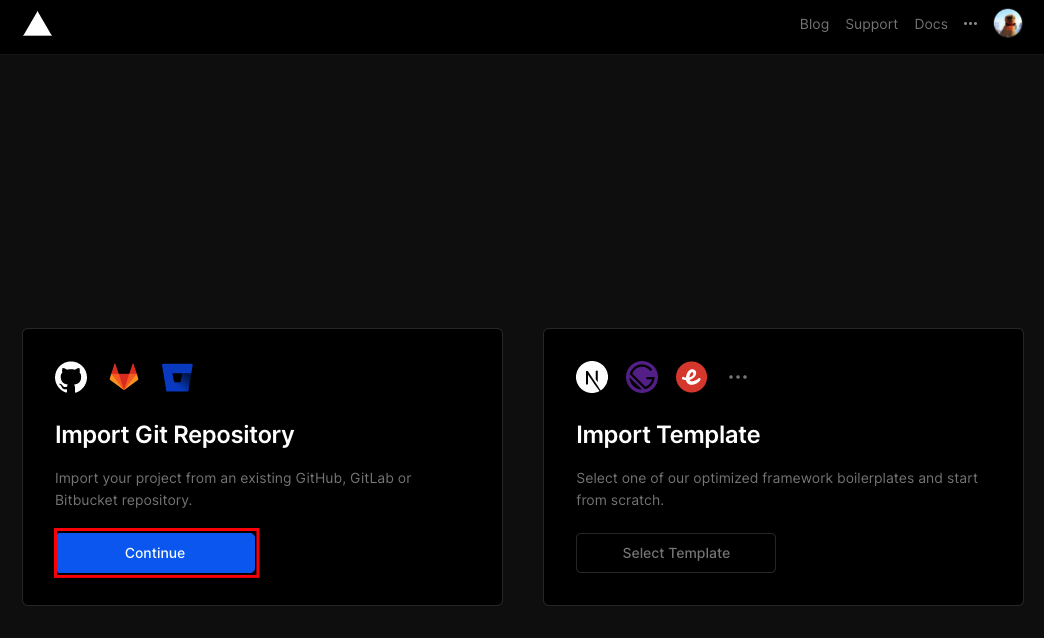 Blog Support Docs
Import Git Repository
Import your project from an existing GitHub, GitLab or
Bitbucket repository.
Continue
Import Template
Select one of our optimized framework boilerplates and start
from scratch.
Select Template